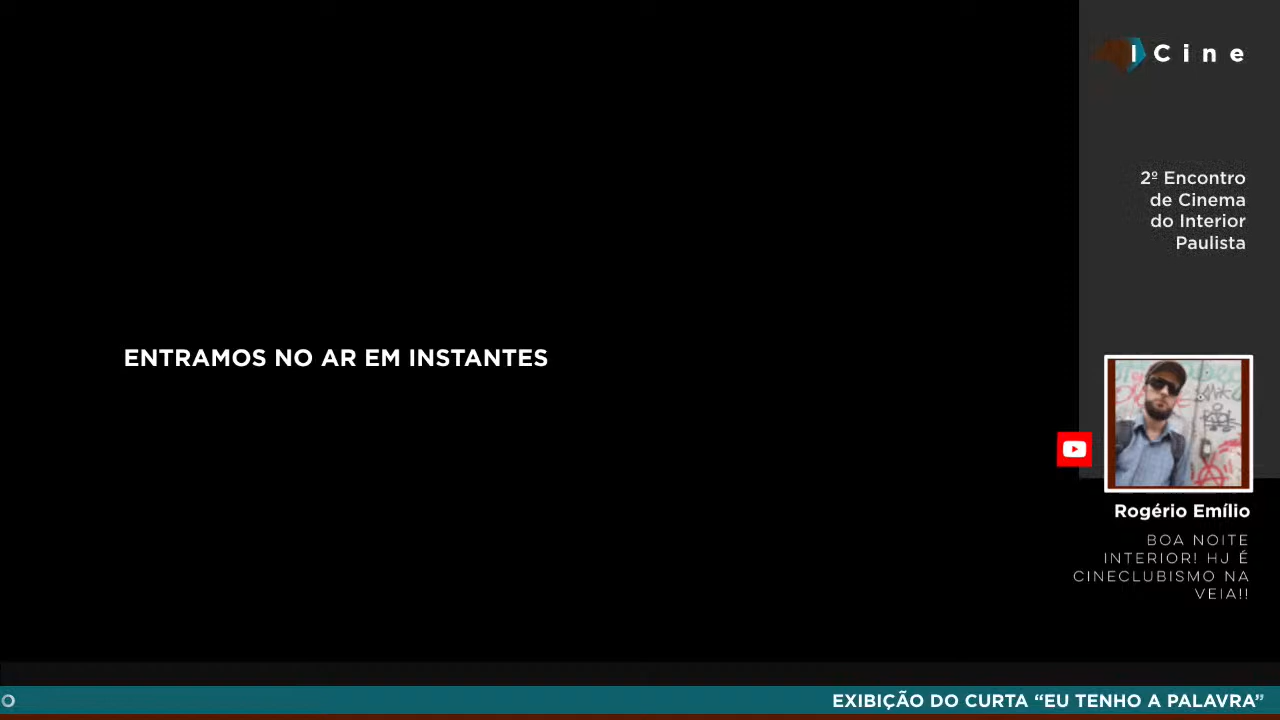 I Cine
2º Encontro
de Cinema
do Interior
Paulista
ENTRAMOS NO AR EM INSTANTES
Rogério Emílio
BOA NOITE
INTERIOR! HJ É
CINECLUBISMO NA
VEIA!!
EXIBIÇÃO DO CURTA “EU TENHO A PALAVRA”